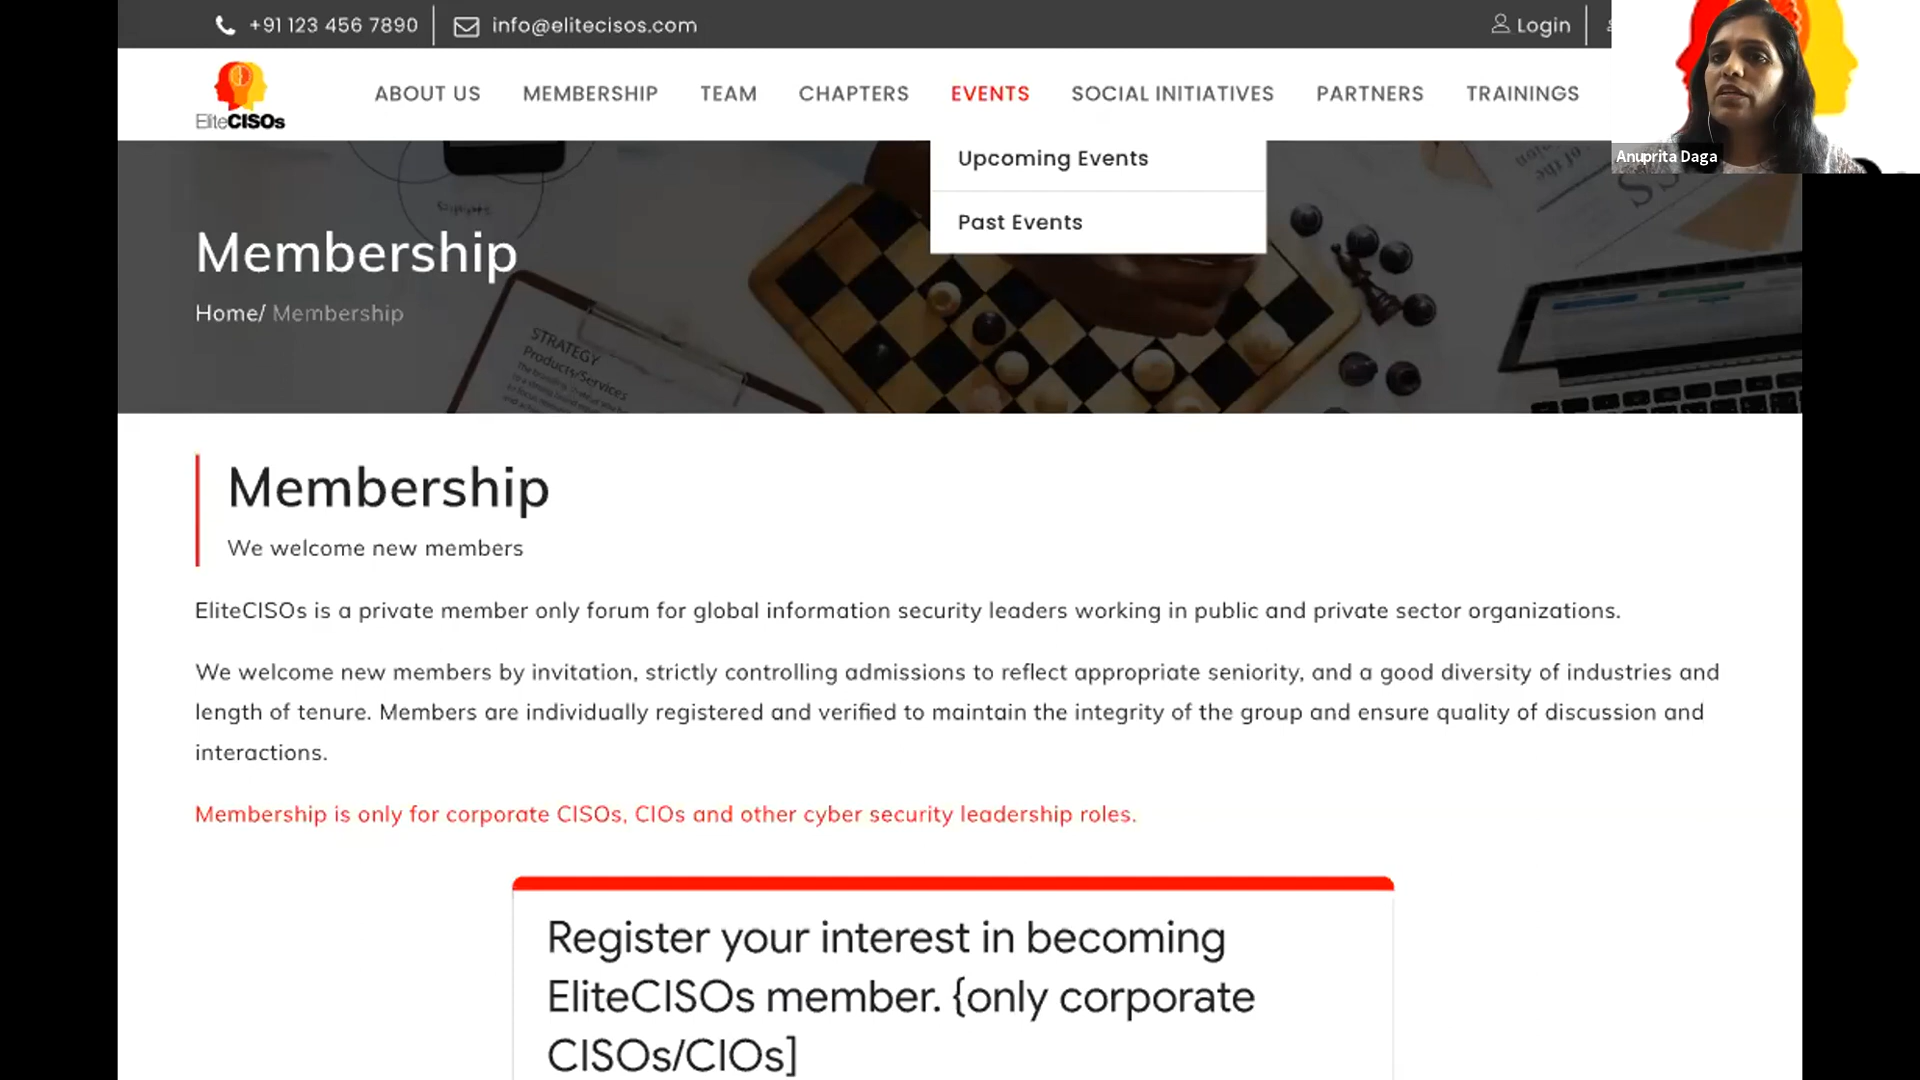 +91 123 456 7890
info@elitecisos.com
Login
EliteCISOs
ABOUT US
MEMBERSHIP
TEAM
CHAPTERS
EVENTS
SOCIAL INITIATIVES
PARTNERS
TRAININGS
Anuprita Daga
Upcoming Events
Past Events
Membership
Home/ Membership
STRATEGY
Products/Services
Membership
We welcome new members
EliteCISOs is a private member only forum for global information security leaders working in public and private sector organizations.
We welcome new members by invitation, strictly controlling admissions to reflect appropriate seniority, and a good diversity of industries and
length of tenure. Members are individually registered and verified to maintain the integrity of the group and ensure quality of discussion and
interactions.
Membership is only for corporate CISOs, CIOs and other cyber security leadership roles.
Register your interest in becoming
EliteCISOs member. {only corporate
CISOs/CIOs]